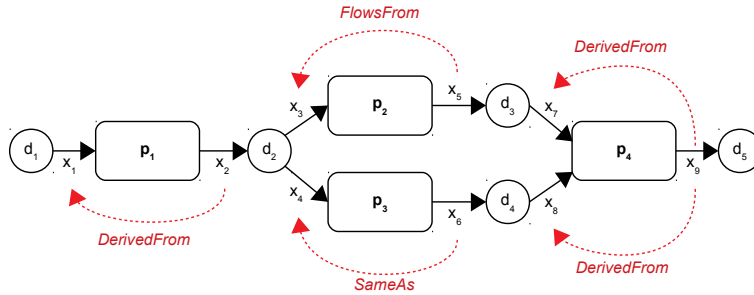 FlowsFrom
DerivedFrom
x₃
p₂
x₅
d₃
x₇
d₁
x₁
p₁
x₂
d₂
p₄
x₉
d₅
x₄
p₃
x₆
d₄
x₈
DerivedFrom
SameAs
DerivedFrom